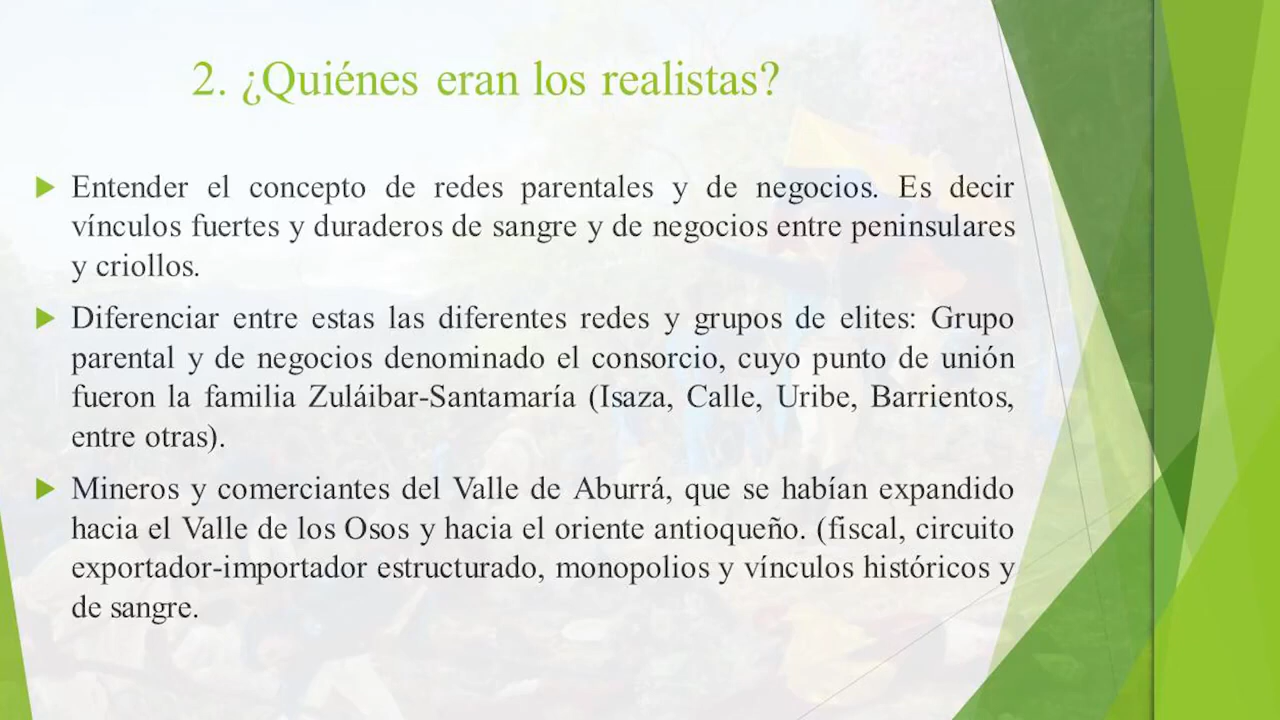 2. ¿Quiénes eran los realistas?
Entender el concepto de redes parentales y de negocios. Es decir
vínculos fuertes y duraderos de sangre y de negocios entre peninsulares
y criollos.
Diferenciar entre estas las diferentes redes y grupos de elites: Grupo
parental y de negocios denominado el consorcio, cuyo punto de unión
fueron la familia Zuláibar-Santamaría (Isaza, Calle, Uribe, Barrientos,
entre otras).
Mineros y comerciantes del Valle de Aburrá, que se habían expandido
hacia el Valle de los Osos y hacia el oriente antioqueño. (fiscal, circuito
exportador-importador estructurado, monopolios y vínculos históricos y
de sangre.